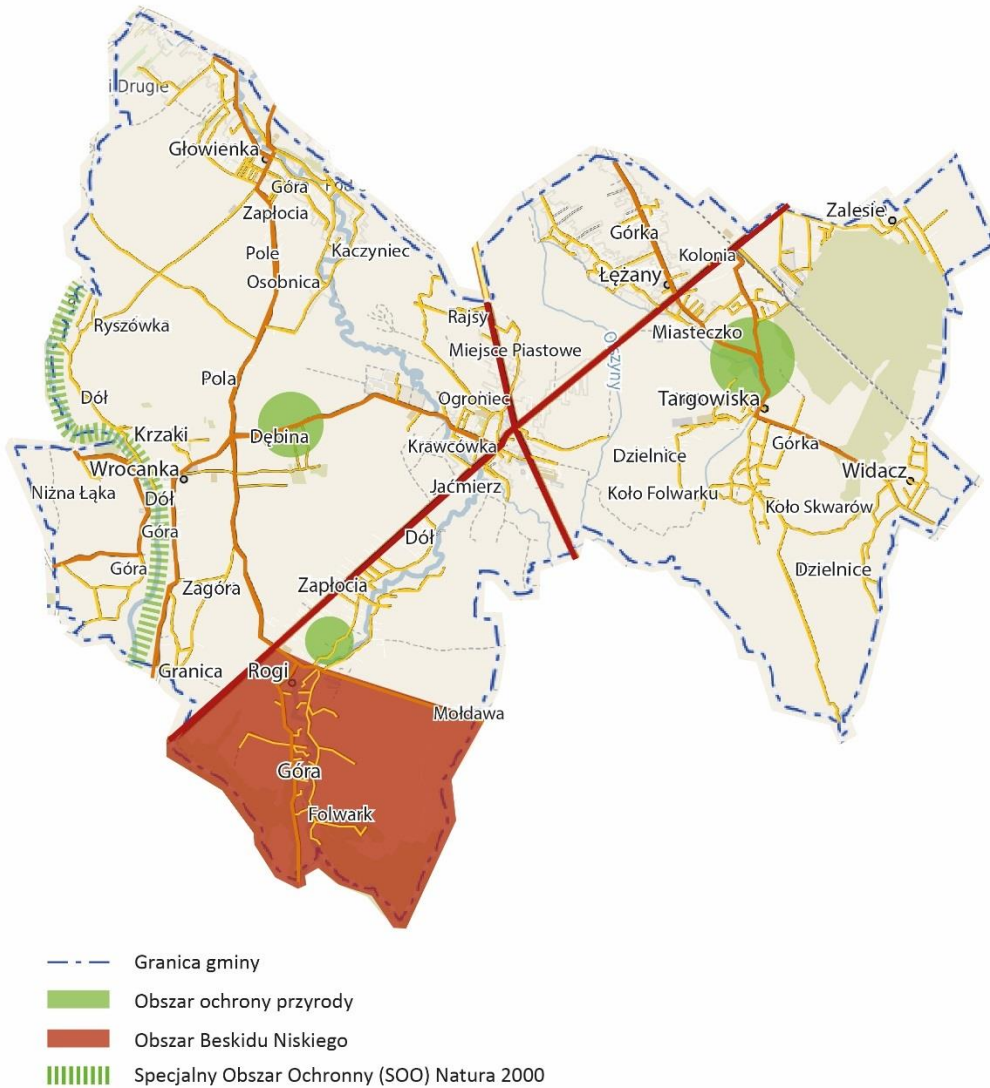 i Drugie
Głowienka
Góra
Zapłocia
Kaczyniec
Pole
Osobnica
Ryszówka
Pola
Dół
Krzaki
Dębina
Wrocanka
Niżna Łąka
Dół
Góra
Góra
Zagóra
Granica
Rajsy
Miejsce Piastowe
Ogroniec
Krawcówka
Jaćmierz
Dół
Zapłocia
Rogi
Mołdawa
Góra
Folwark
Górka
Łężany
Kolonia
Zalesie
Miasteczko
Targowiska
Górka
Dzielnice
Widacz
Koło Folwarku
Koło Skwarów
Dzielnice
Granica gminy
Obszar ochrony przyrody
Obszar Beskidu Niskiego
Specjalny Obszar Ochronny (SOO) Natura 2000